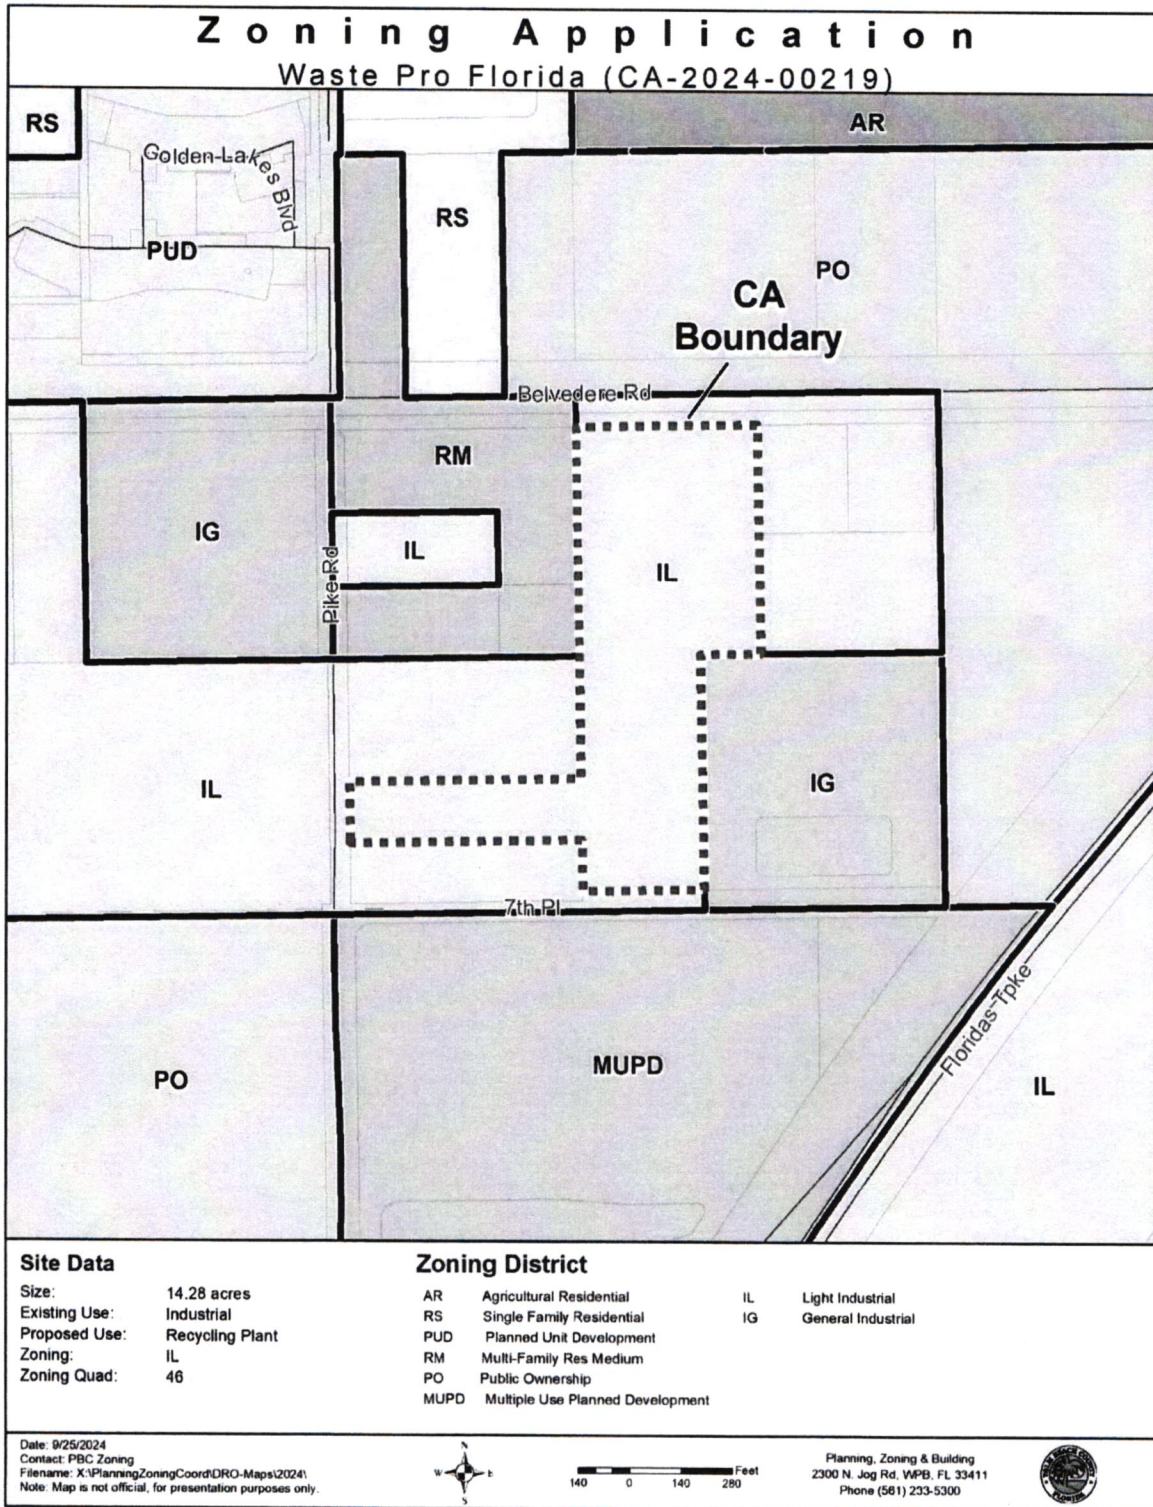 Zoning Application
Waste Pro Florida (CA-2024-00219)
RS
AR
Golden-Lakes Blvd
RS
PUD
PO
CA
Boundary
Belvedere Rd
RM
IG
IL
IL
Pike Rd
IL
IG
7th Pl
Floridas Tpke
PO
MUPD
IL
Site Data
Size: 14.28 acres
Existing Use: Industrial
Proposed Use: Recycling Plant
Zoning: IL
Zoning Quad: 46
Zoning District
AR Agricultural Residential
RS Single Family Residential
PUD Planned Unit Development
RM Multi-Family Res Medium
PO Public Ownership
MUPD Multiple Use Planned Development
IL Light Industrial
IG General Industrial
Date: 9/25/2024
Contact: PBC Zoning
Filename: X:\PlanningZoningCoord\DRO-Maps\2024\
Note: Map is not official, for presentation purposes only.
N
W E
S
Feet
140 0 140 280
Planning, Zoning & Building
2300 N. Jog Rd, WPB, FL 33411
Phone (561) 233-5300
PALM BEACH COUNTY
FLORIDA